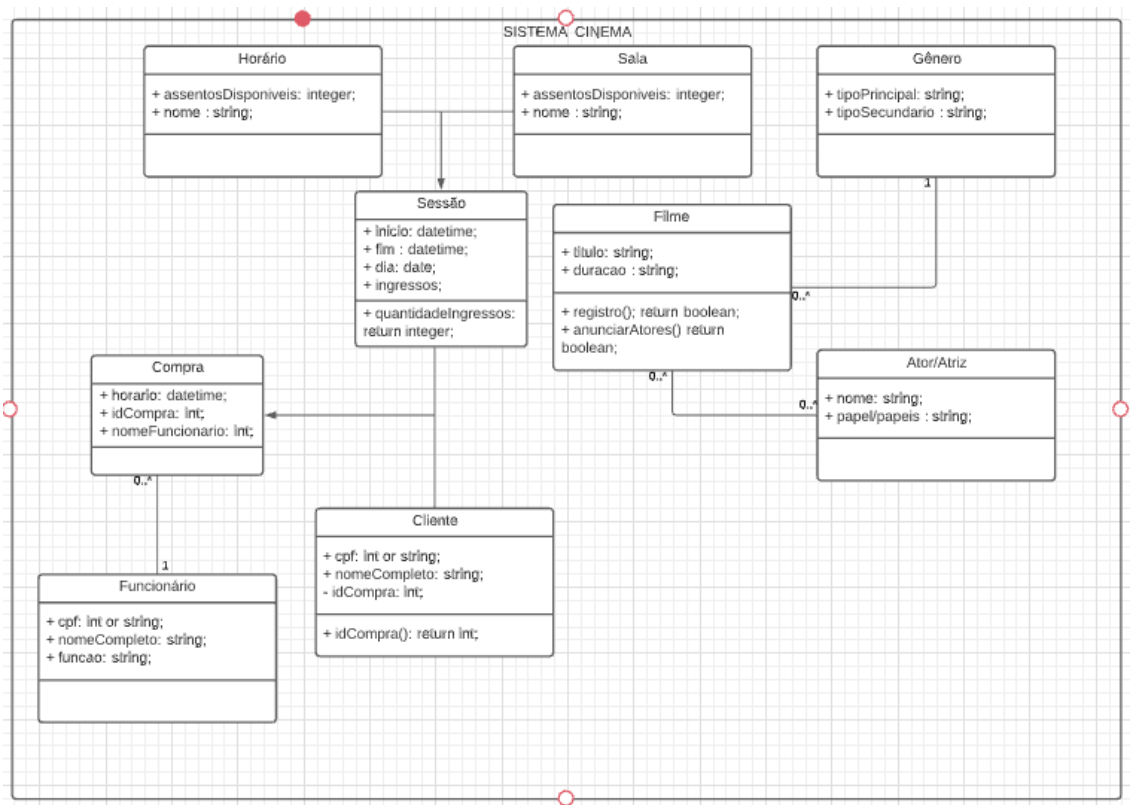 SISTEMA CINEMA
Horário
+ assentosDisponiveis: integer;
+ nome : string;
Sala
+ assentosDisponiveis: integer;
+ nome : string;
Gênero
+ tipoPrincipal: string;
+ tipoSecundario : string;
1
Sessão
+ inicio: datetime;
+ fim : datetime;
+ dia: date;
+ ingressos;
+ quantidadeIngressos:
return integer;
Filme
+ titulo: string;
+ duracao : string;
+ registro(); return boolean;
+ anunciarAtores() return
boolean;
0..*
0..*
0..*
Ator/Atriz
+ nome: string;
+ papel/papeis : string;
Compra
+ horario: datetime;
+ idCompra: int;
+ nomeFuncionario: int;
0..*
1
Funcionário
+ cpf: int or string;
+ nomeCompleto: string;
+ funcao: string;
Cliente
+ cpf: int or string;
+ nomeCompleto: string;
- idCompra: int;
+ idCompra(): return int;